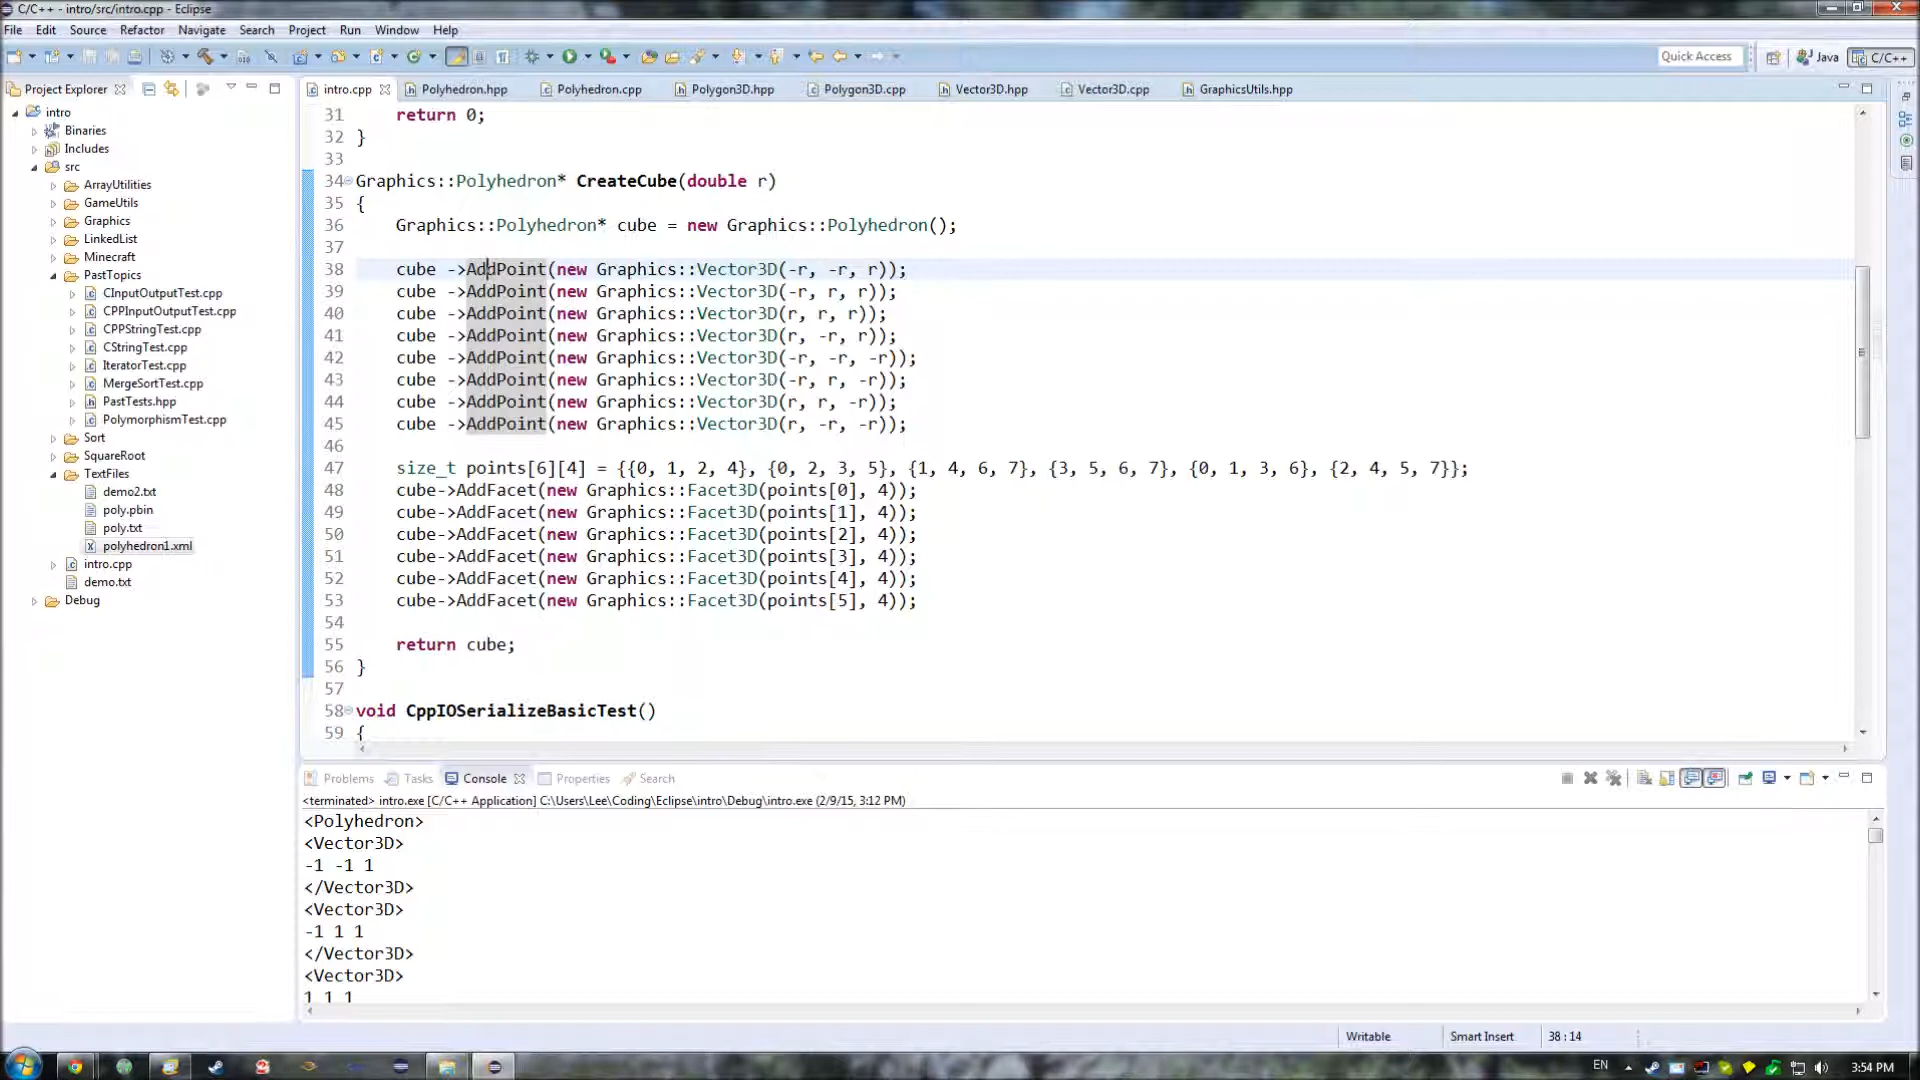 C/C++ - intro/src/intro.cpp - Eclipse
File Edit Source Refactor Navigate Search Project Run Window Help
Quick Access Java C/C++
Project Explorer
intro
Binaries
Includes
src
ArrayUtilities
GameUtils
Graphics
LinkedList
Minecraft
PastTopics
CInputOutputTest.cpp
CPPInputOutputTest.cpp
CPPStringTest.cpp
CStringTest.cpp
IteratorTest.cpp
MergeSortTest.cpp
PastTests.hpp
PolymorphismTest.cpp
Sort
SquareRoot
TextFiles
demo2.txt
poly.pbin
poly.txt
polyhedron1.xml
intro.cpp
demo.txt
Debug
intro.cpp Polyhedron.hpp Polyhedron.cpp Polygon3D.hpp Polygon3D.cpp Vector3D.hpp Vector3D.cpp GraphicsUtils.hpp
31 return 0;
32 }
33
34 Graphics::Polyhedron* CreateCube(double r)
35 {
36 Graphics::Polyhedron* cube = new Graphics::Polyhedron();
37
38 cube ->AddPoint(new Graphics::Vector3D(-r, -r, r));
39 cube ->AddPoint(new Graphics::Vector3D(-r, r, r));
40 cube ->AddPoint(new Graphics::Vector3D(r, r, r));
41 cube ->AddPoint(new Graphics::Vector3D(r, -r, r));
42 cube ->AddPoint(new Graphics::Vector3D(-r, -r, -r));
43 cube ->AddPoint(new Graphics::Vector3D(-r, r, -r));
44 cube ->AddPoint(new Graphics::Vector3D(r, r, -r));
45 cube ->AddPoint(new Graphics::Vector3D(r, -r, -r));
46
47 size_t points[6][4] = {{0, 1, 2, 4}, {0, 2, 3, 5}, {1, 4, 6, 7}, {3, 5, 6, 7}, {0, 1, 3, 6}, {2, 4, 5, 7}};
48 cube->AddFacet(new Graphics::Facet3D(points[0], 4));
49 cube->AddFacet(new Graphics::Facet3D(points[1], 4));
50 cube->AddFacet(new Graphics::Facet3D(points[2], 4));
51 cube->AddFacet(new Graphics::Facet3D(points[3], 4));
52 cube->AddFacet(new Graphics::Facet3D(points[4], 4));
53 cube->AddFacet(new Graphics::Facet3D(points[5], 4));
54
55 return cube;
56 }
57
58 void CppIOSerializeBasicTest()
59 {
Problems Tasks Console Properties Search
<terminated> intro.exe [C/C++ Application] C:\Users\Lee\Coding\Eclipse\intro\Debug\intro.exe (2/9/15, 3:12 PM)
<Polyhedron>
<Vector3D>
-1 -1 1
</Vector3D>
<Vector3D>
-1 1 1
</Vector3D>
<Vector3D>
1 1 1
Writable Smart Insert 38 : 14
EN 3:54 PM